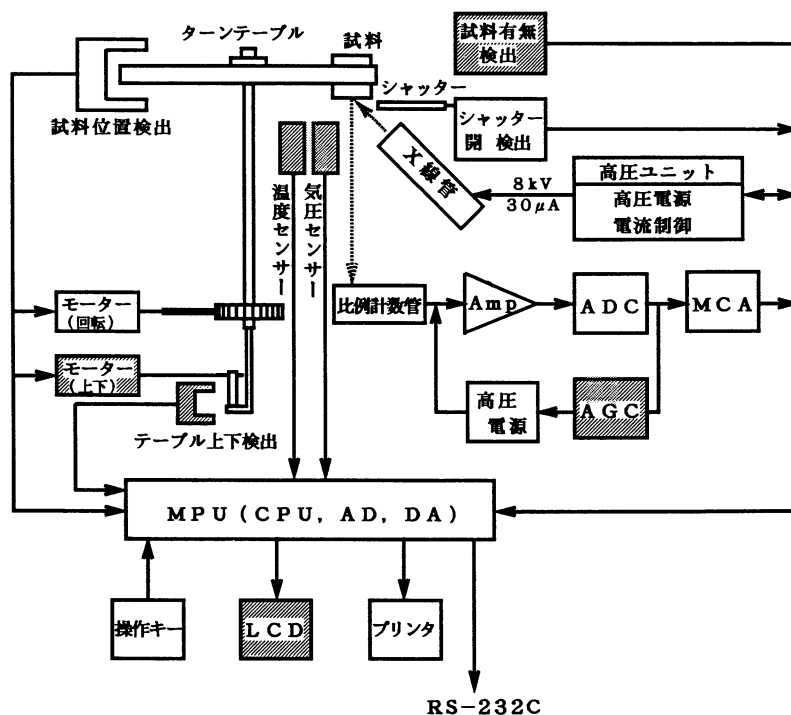 ターンテーブル
試料
試料有無
検出
シャッター
試料位置検出
シャッター
開 検出
X線管
高圧ユニット
8kV
30μA
高圧電源
電流制御
温度センサー
気圧センサー
モーター
(回転)
比例計数管
Amp
ADC
MCA
モーター
(上下)
高圧
電源
AGC
テーブル上下検出
MPU(CPU, AD, DA)
操作キー
LCD
プリンタ
RS-232C